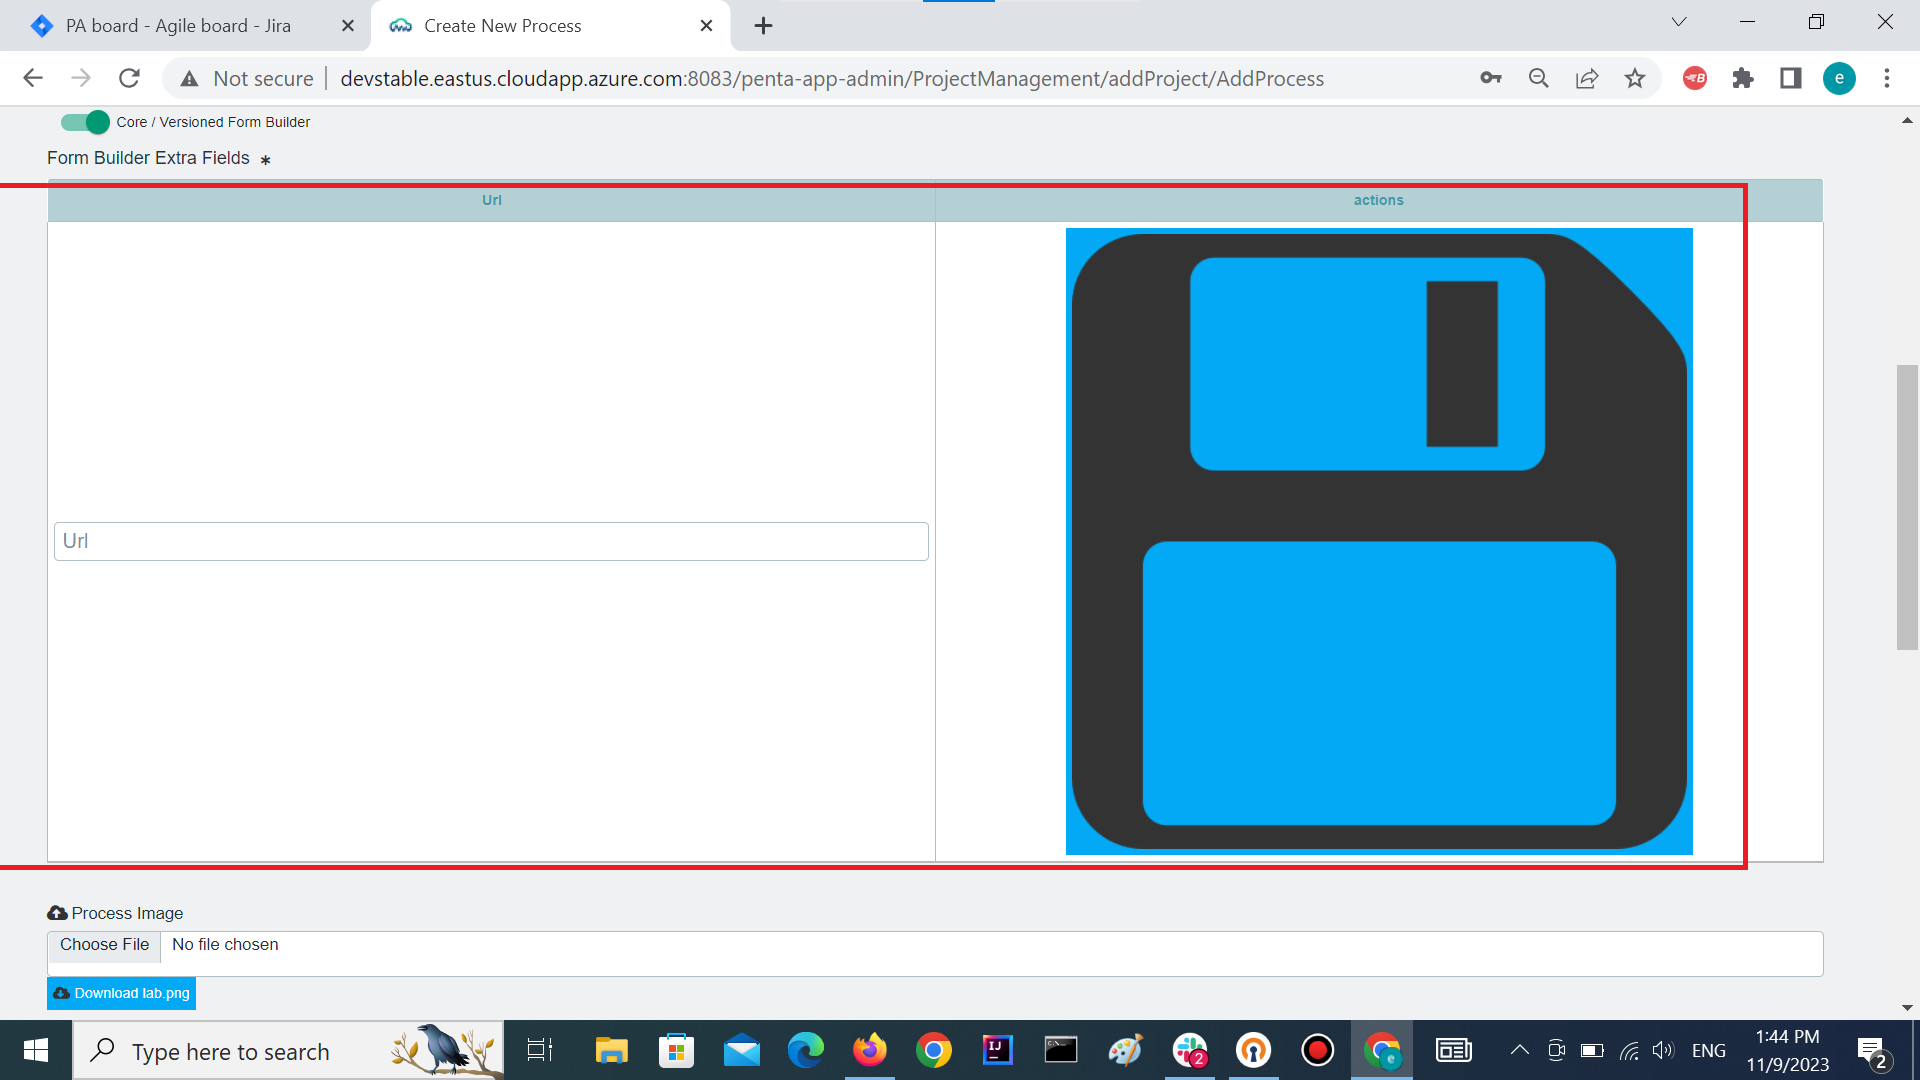 PA board - Agile board - Jira
Create New Process
Not secure
devstable.eastus.cloudapp.azure.com:8083/penta-app-admin/ProjectManagement/addProject/AddProcess
e
Core / Versioned Form Builder
Form Builder Extra Fields *
Url
actions
Url
Process Image
Choose File
No file chosen
Download lab.png
Type here to search
IJ
2
e
ENG
1:44 PM
11/9/2023
2